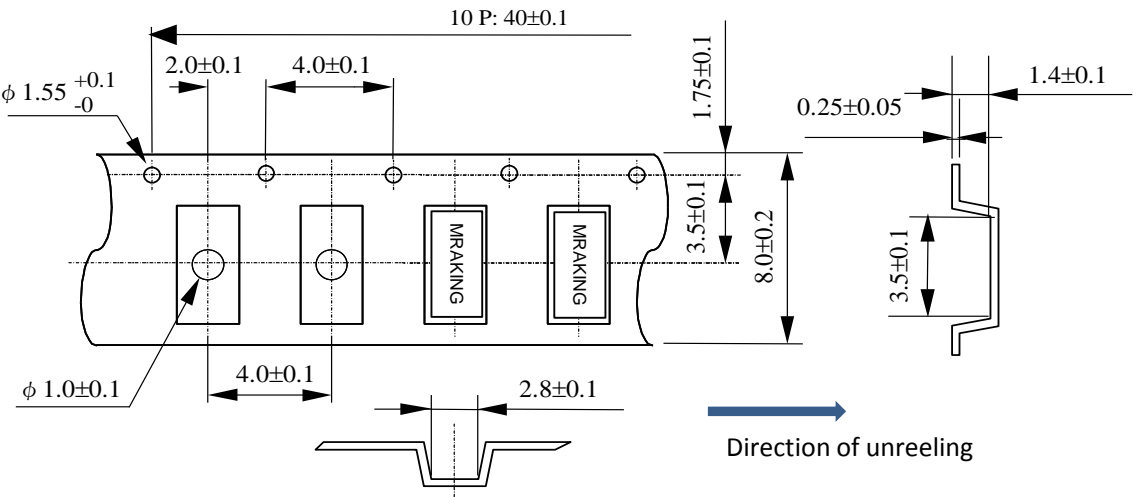 10 P: 40±0.1
2.0±0.1
4.0±0.1
1.75±0.1
1.4±0.1
ϕ 1.55 +0.1 -0
0.25±0.05
3.5±0.1
8.0±0.2
3.5±0.1
MRAKING
MRAKING
ϕ 1.0±0.1
4.0±0.1
2.8±0.1
Direction of unreeling